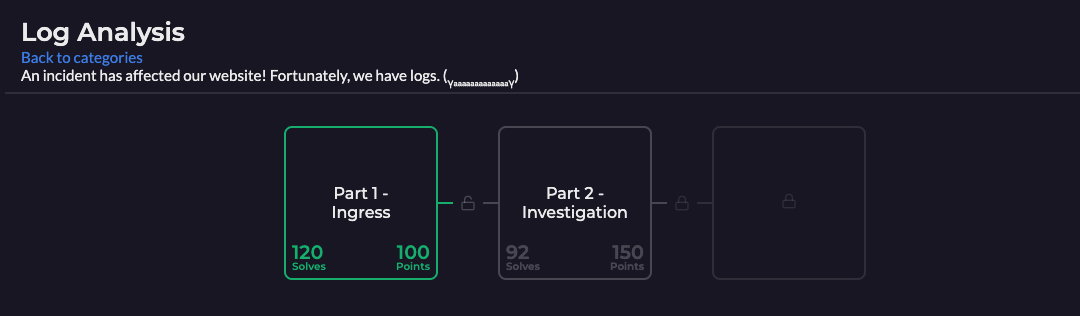 Log Analysis
Back to categories
An incident has affected our website! Fortunately, we have logs. (Yaaaaaaaaaaaaay)
Part 1 -
Ingress
120
Solves
100
Points
Part 2 -
Investigation
92
Solves
150
Points